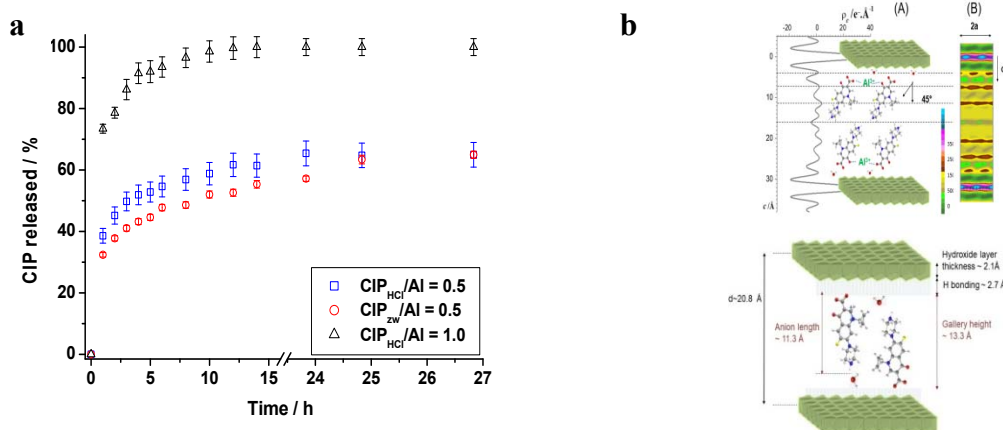 a
CIP released / %
100
80
60
40
20
0
CIP_HCl/Al = 0.5
CIP_zw/Al = 0.5
CIP_HCl/Al = 1.0
0 5 10 15 24 25 26 27
Time / h
b
ρe / e⁻.Å⁻¹
(A)
(B)
-20 0 20 40
2a
0
10
20
30
c / Å
Al³⁺
45°
Al³⁺
d~20.8 Å
Anion length
~ 11.3 Å
Hydroxide layer
thickness ~ 2.1Å
H bonding ~ 2.7
Gallery height
~ 13.3 Å